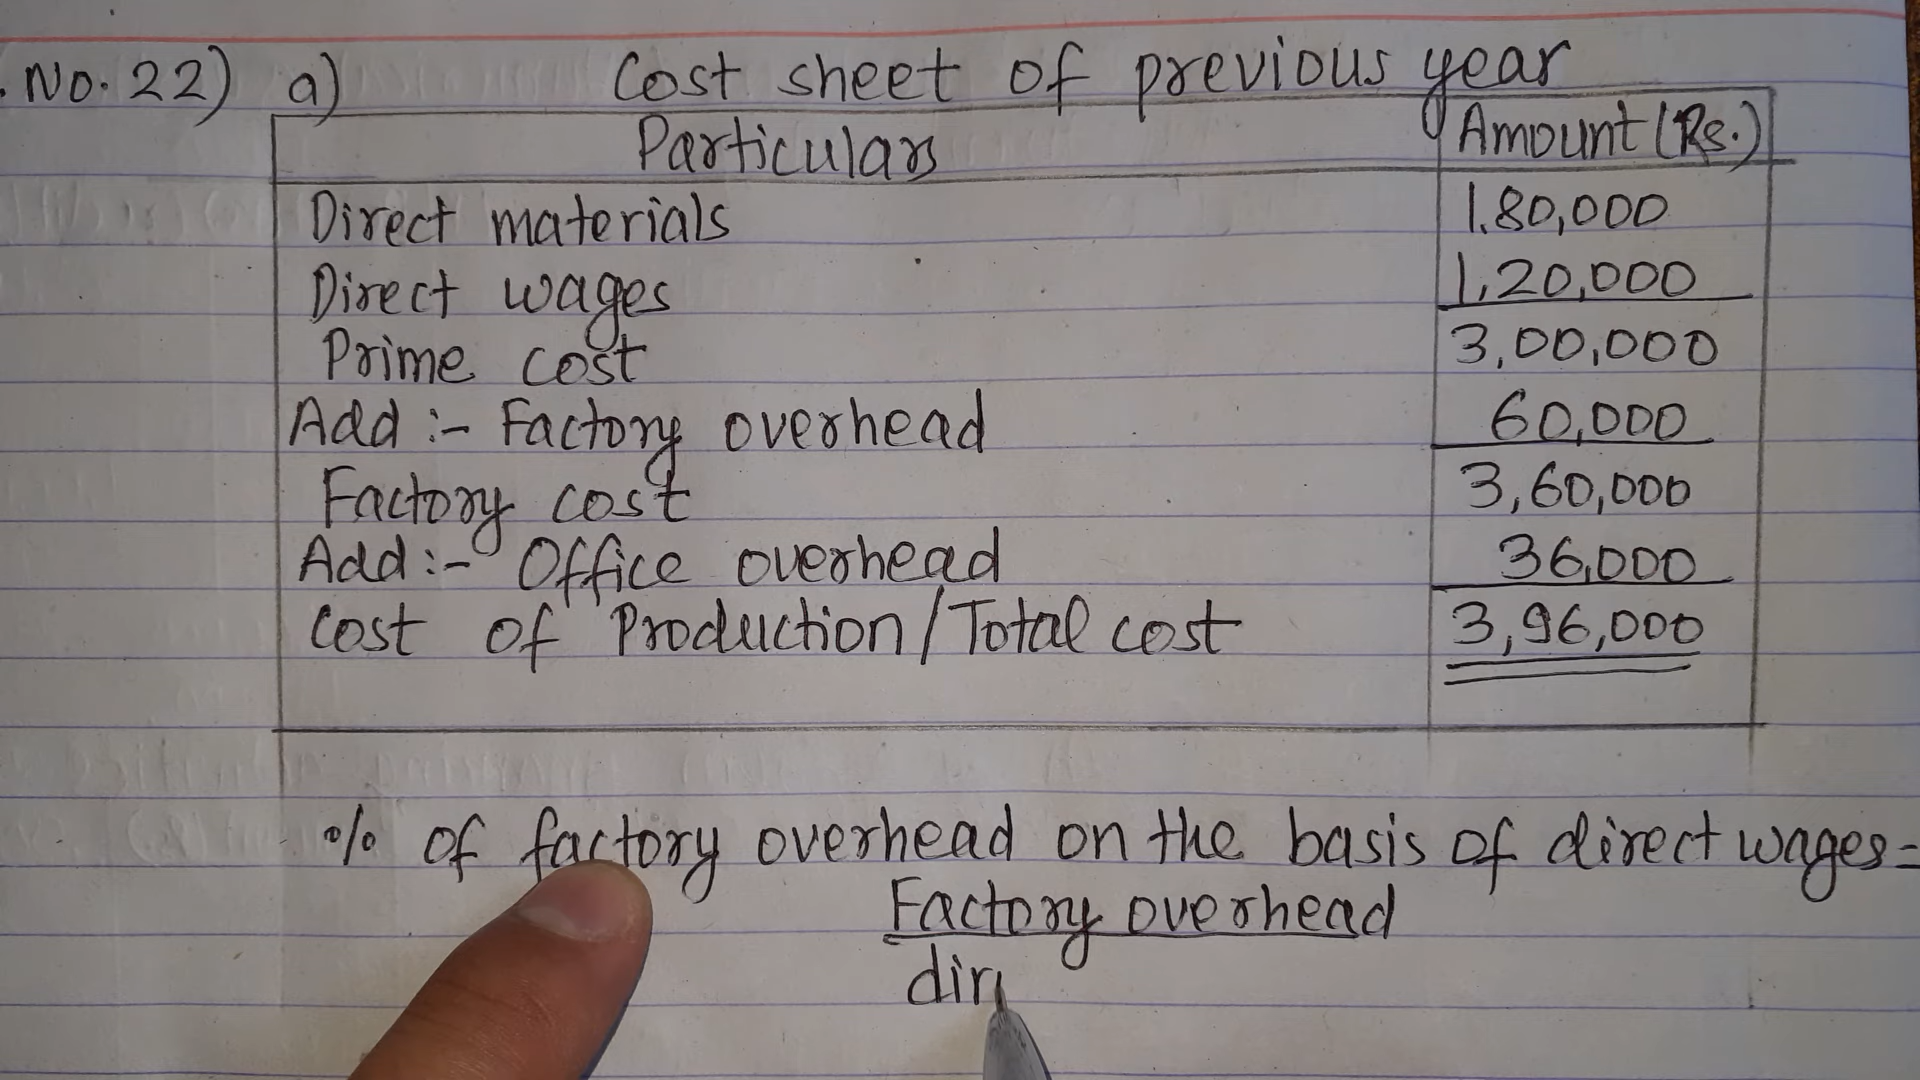 . No. 22) a) Cost sheet of previous year
Particulars Amount (Rs.)
Direct materials 1.80,000
Direct wages 1,20,000
Prime cost 3,00,000
Add :- Factory overhead 60,000
Factory cost 3,60,000
Add :- Office overhead 36,000
Cost of Production / Total cost 3,96,000
% of factory overhead on the basis of direct wages =
Factory overhead
dir